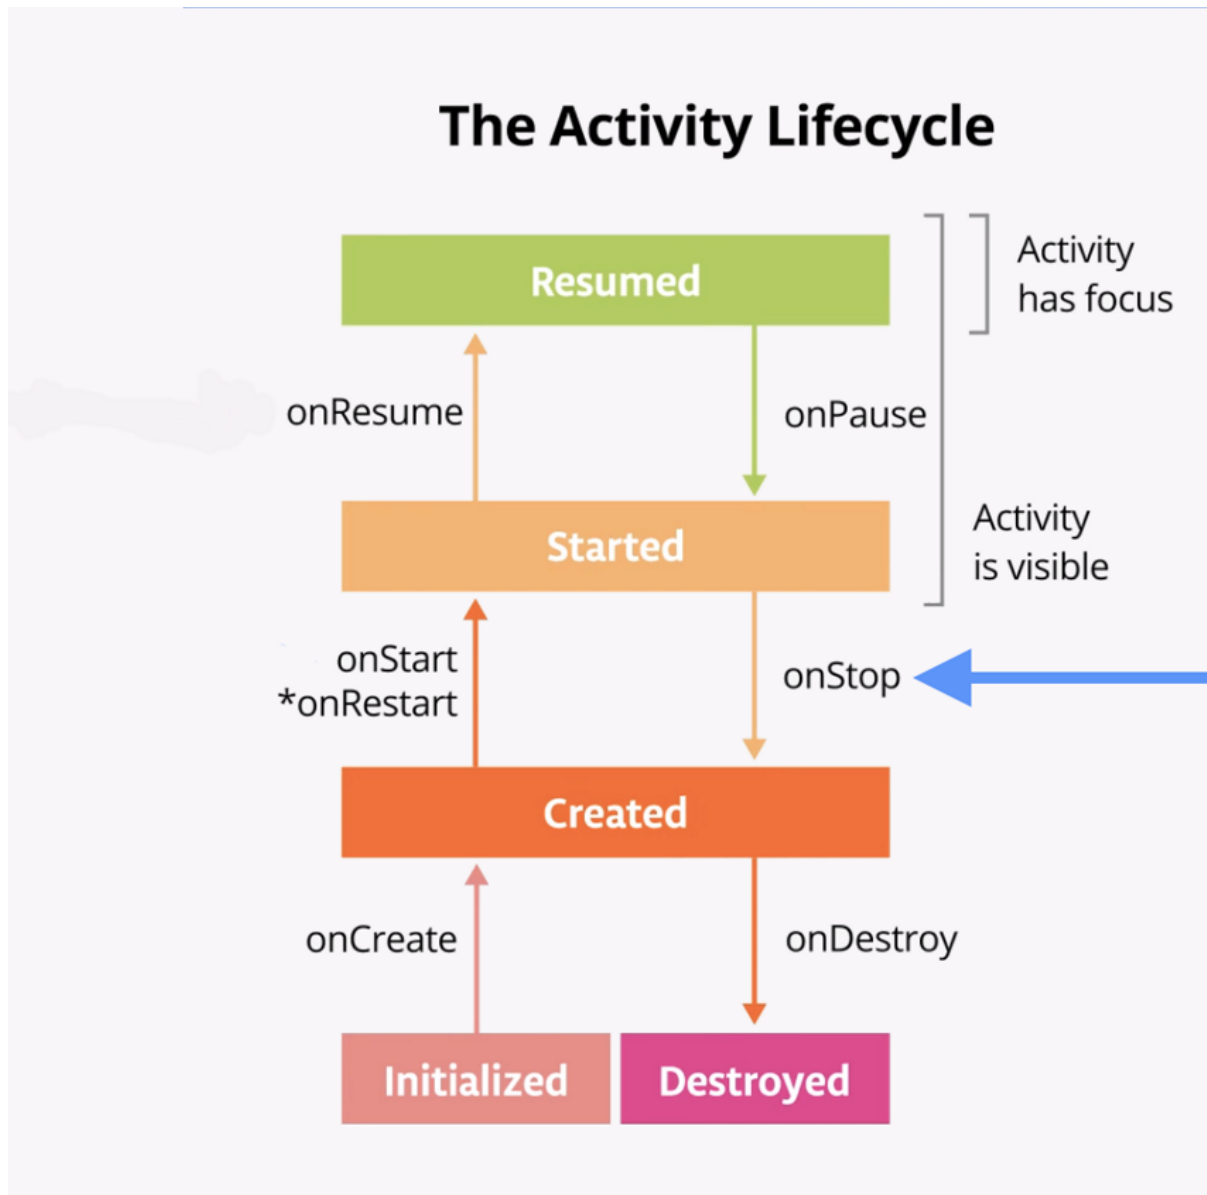 The Activity Lifecycle
Resumed
Activity
has focus
onResume
onPause
Started
Activity
is visible
onStart
*onRestart
onStop
Created
onCreate
onDestroy
Initialized
Destroyed